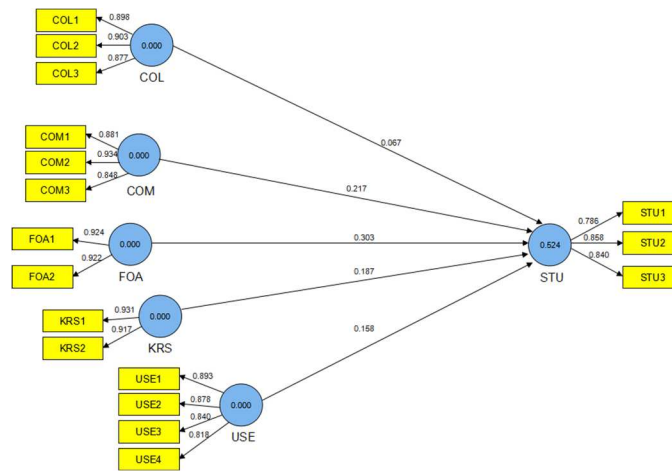 COL1
0.898
COL2
0.903
0.000
COL3
0.877
COL
0.067
COM1
0.881
COM2
0.934
0.000
COM3
0.848
COM
0.217
FOA1
0.924
0.000
FOA2
0.922
FOA
0.303
KRS1
0.931
0.000
KRS2
0.917
KRS
0.187
USE1
0.893
USE2
0.878
0.000
USE3
0.840
USE4
0.818
USE
0.158
0.524
STU
0.786
STU1
0.858
STU2
0.840
STU3